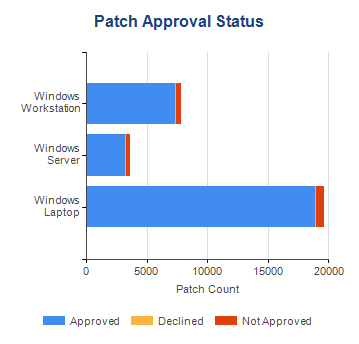 Patch Approval Status
Windows
Workstation
Windows
Server
Windows
Laptop
0 5000 10000 15000 20000
Patch Count
Approved Declined Not Approved